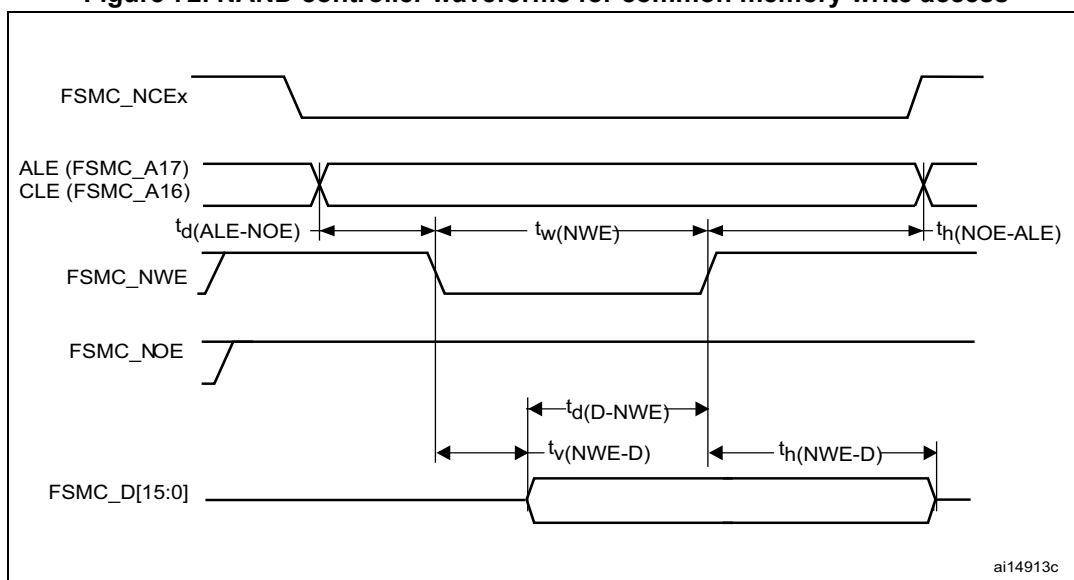 Figure 72. NAND controller waveforms for common memory write access
FSMC_NCEx
ALE (FSMC_A17)
CLE (FSMC_A16)
td(ALE-NOE)
tw(NWE)
th(NOE-ALE)
FSMC_NWE
FSMC_NOE
td(D-NWE)
tv(NWE-D)
th(NWE-D)
FSMC_D[15:0]
ai14913c